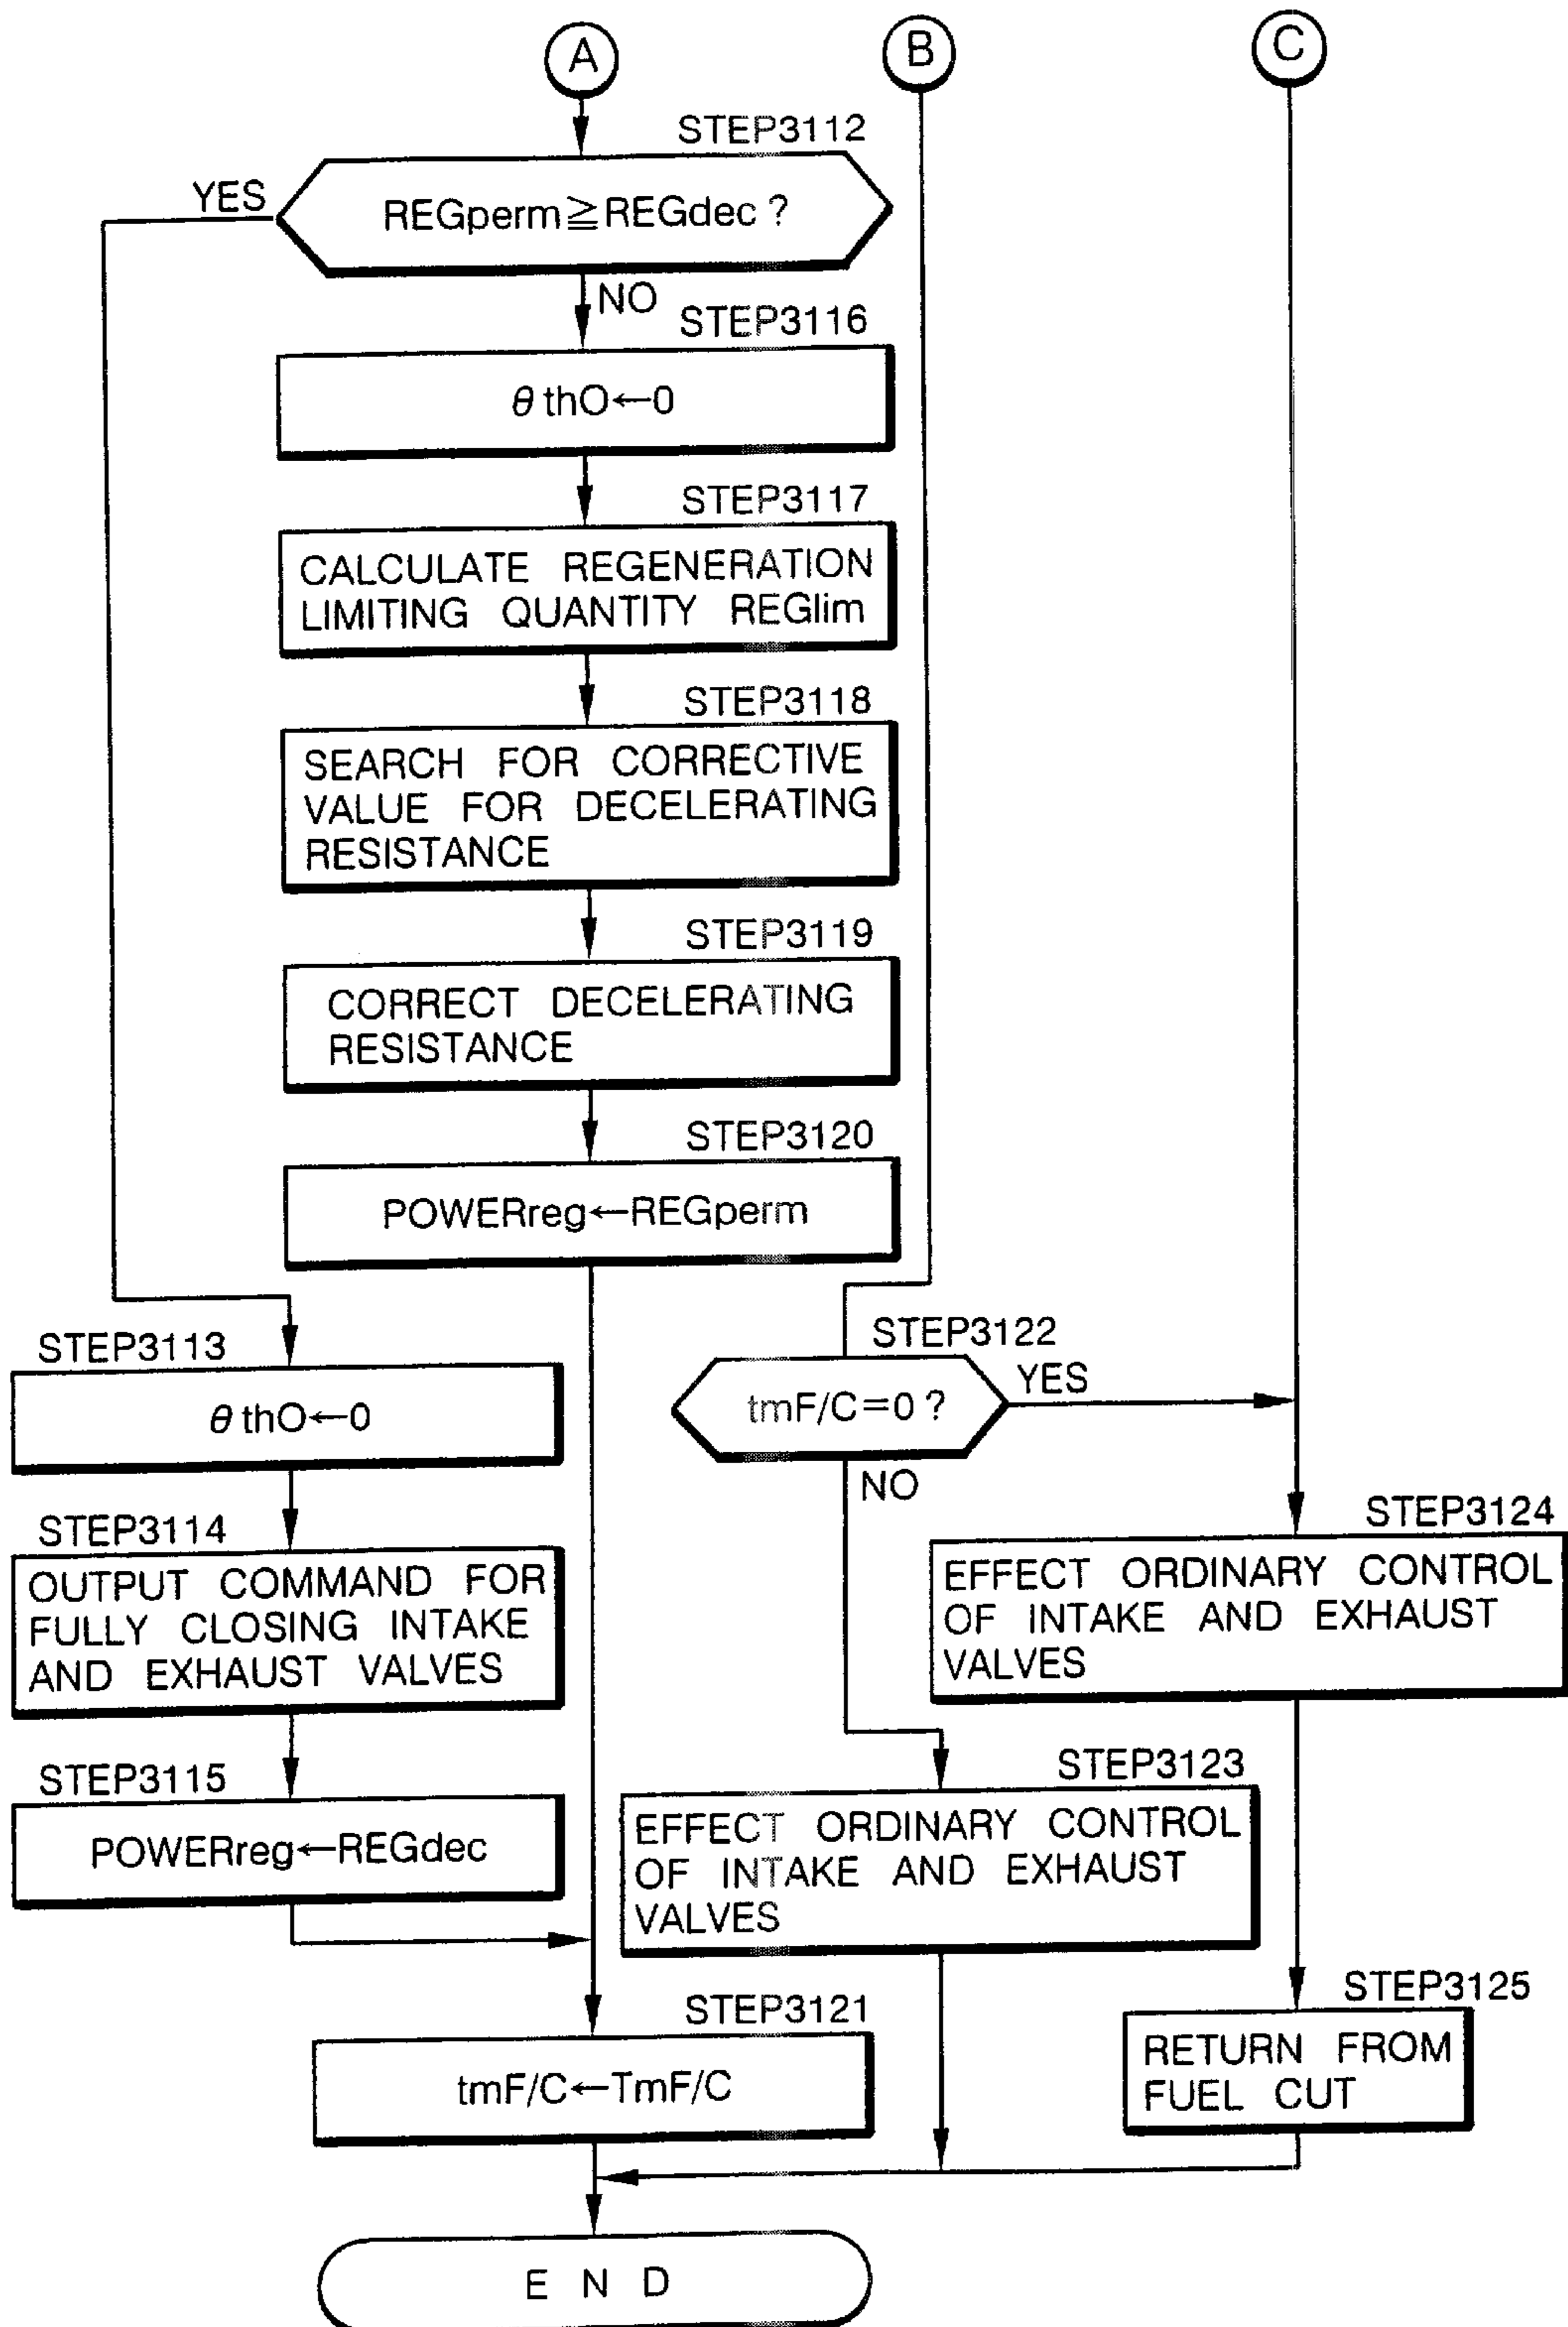 A
B
C
STEP3112
YES
REGperm≧REGdec ?
NO
STEP3116
θ thO←0
STEP3117
CALCULATE REGENERATION
LIMITING QUANTITY REGlim
STEP3118
SEARCH FOR CORRECTIVE
VALUE FOR DECELERATING
RESISTANCE
STEP3119
CORRECT DECELERATING
RESISTANCE
STEP3120
POWERreg←REGperm
STEP3113
θ thO←0
STEP3122
tmF/C=0 ?
YES
NO
STEP3114
OUTPUT COMMAND FOR
FULLY CLOSING INTAKE
AND EXHAUST VALVES
STEP3124
EFFECT ORDINARY CONTROL
OF INTAKE AND EXHAUST
VALVES
STEP3115
POWERreg←REGdec
STEP3123
EFFECT ORDINARY CONTROL
OF INTAKE AND EXHAUST
VALVES
STEP3121
tmF/C←TmF/C
STEP3125
RETURN FROM
FUEL CUT
E N D